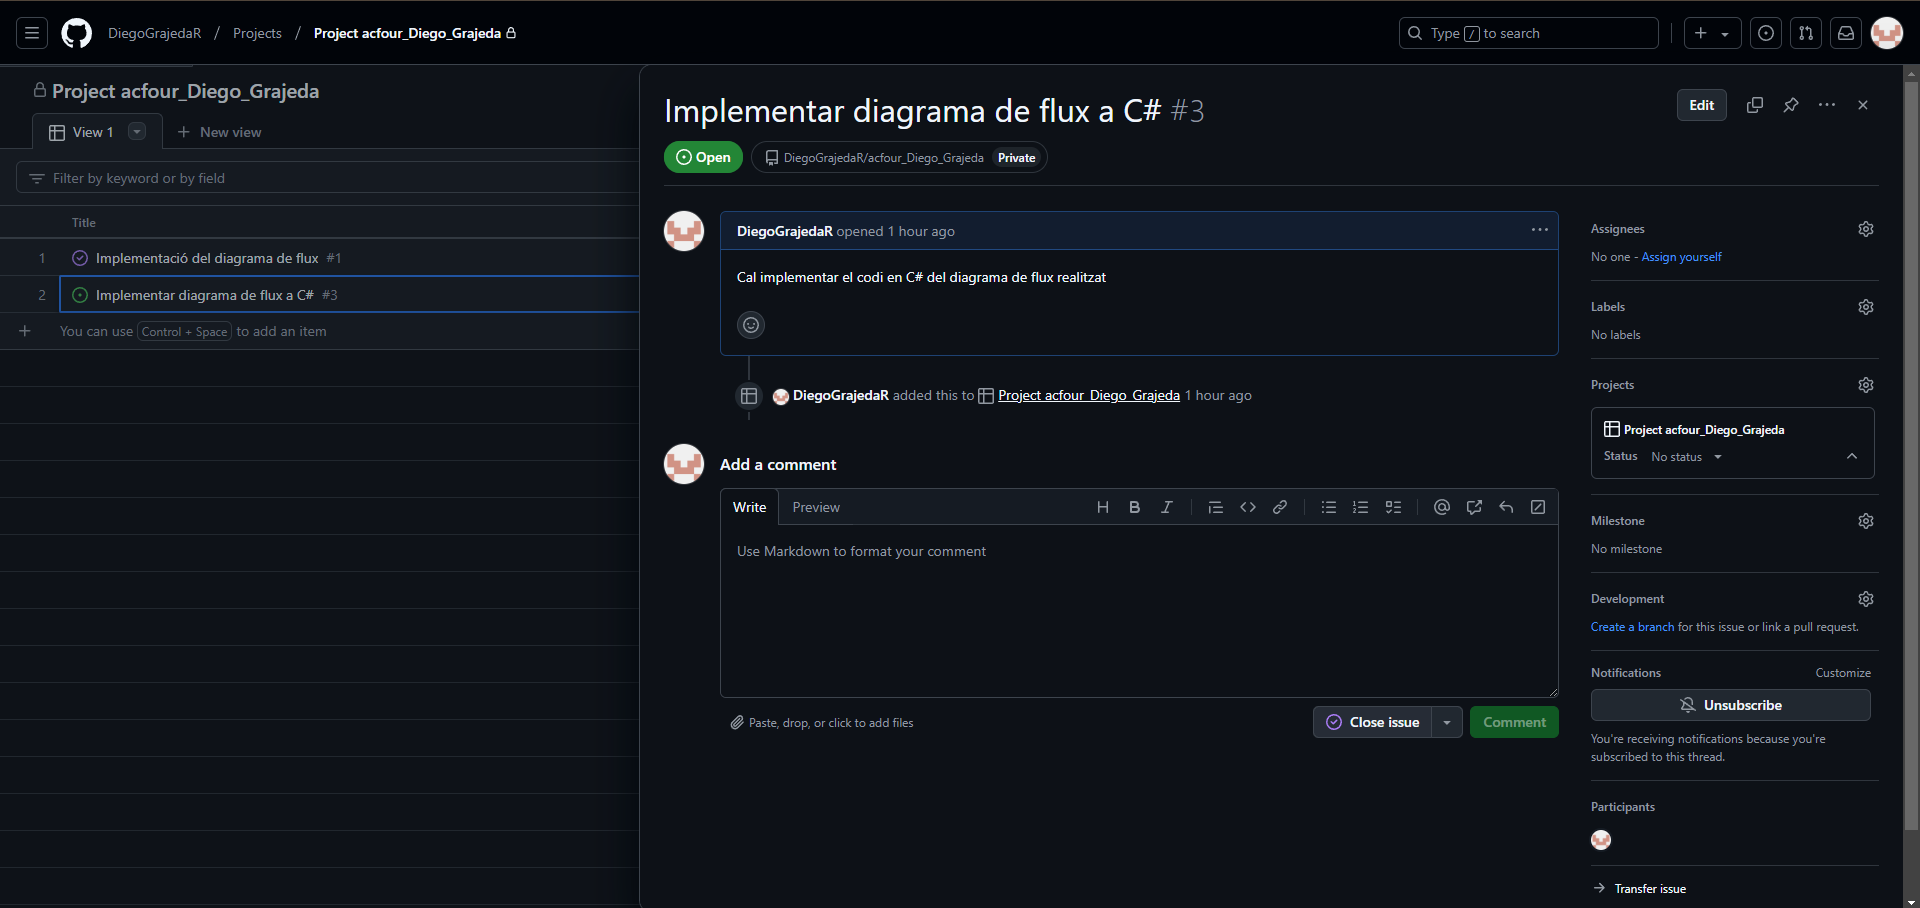 DiegoGrajedaR / Projects / Project acfour_Diego_Grajeda
Type / to search
Project acfour_Diego_Grajeda
View 1
New view
Filter by keyword or by field
Title
1 Implementació del diagrama de flux #1
2 Implementar diagrama de flux a C# #3
You can use Control + Space to add an item
Implementar diagrama de flux a C# #3
Edit
Open
DiegoGrajedaR/acfour_Diego_Grajeda Private
DiegoGrajedaR opened 1 hour ago
Cal implementar el codi en C# del diagrama de flux realitzat
DiegoGrajedaR added this to Project acfour_Diego_Grajeda 1 hour ago
Add a comment
Write Preview
Use Markdown to format your comment
Paste, drop, or click to add files
Close issue
Comment
Assignees
No one - Assign yourself
Labels
No labels
Projects
Project acfour_Diego_Grajeda
Status No status
Milestone
No milestone
Development
Create a branch for this issue or link a pull request.
Notifications Customize
Unsubscribe
You're receiving notifications because you're
subscribed to this thread.
Participants
Transfer issue